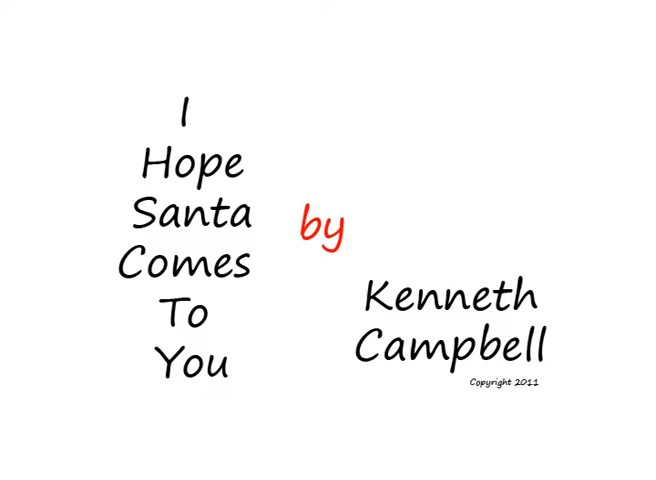 I
Hope
Santa
Comes
To
You
by
Kenneth
Campbell
Copyright 2011